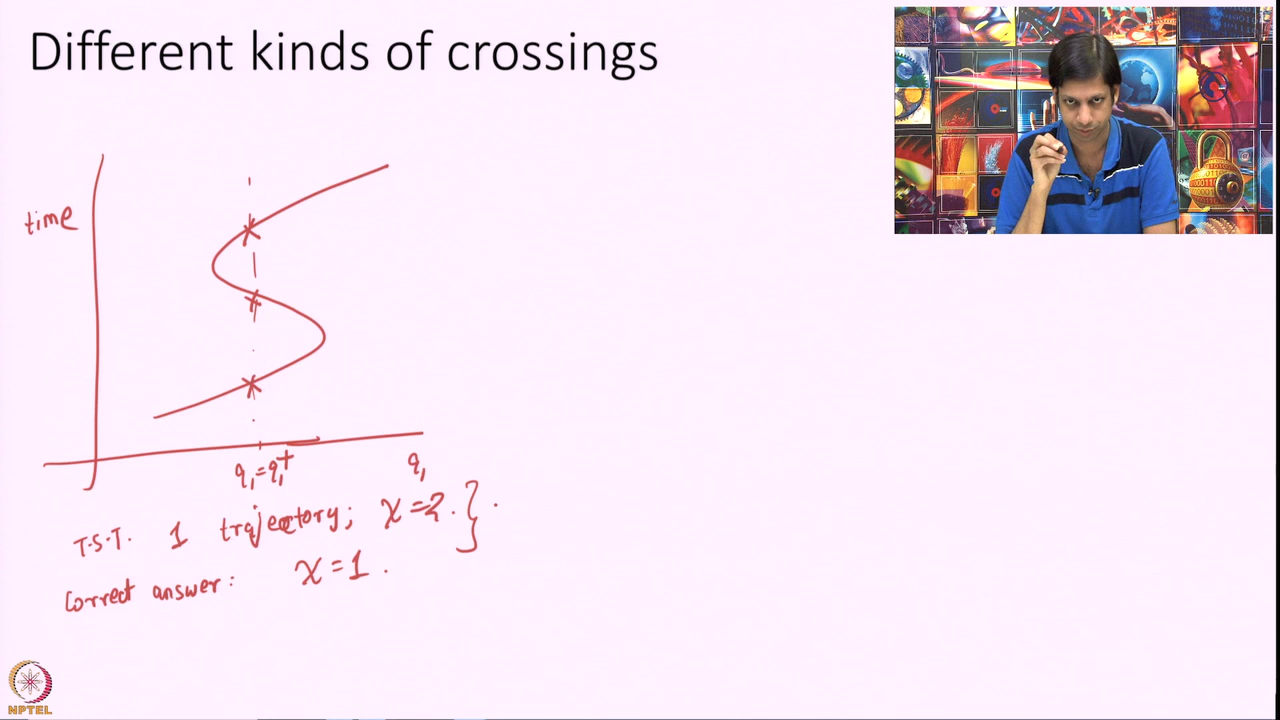 Different kinds of crossings
time
q₁=q₁‡
q₁
T.S.T. 1 trajectory; χ=2.
Correct answer: χ=1.
NPTEL